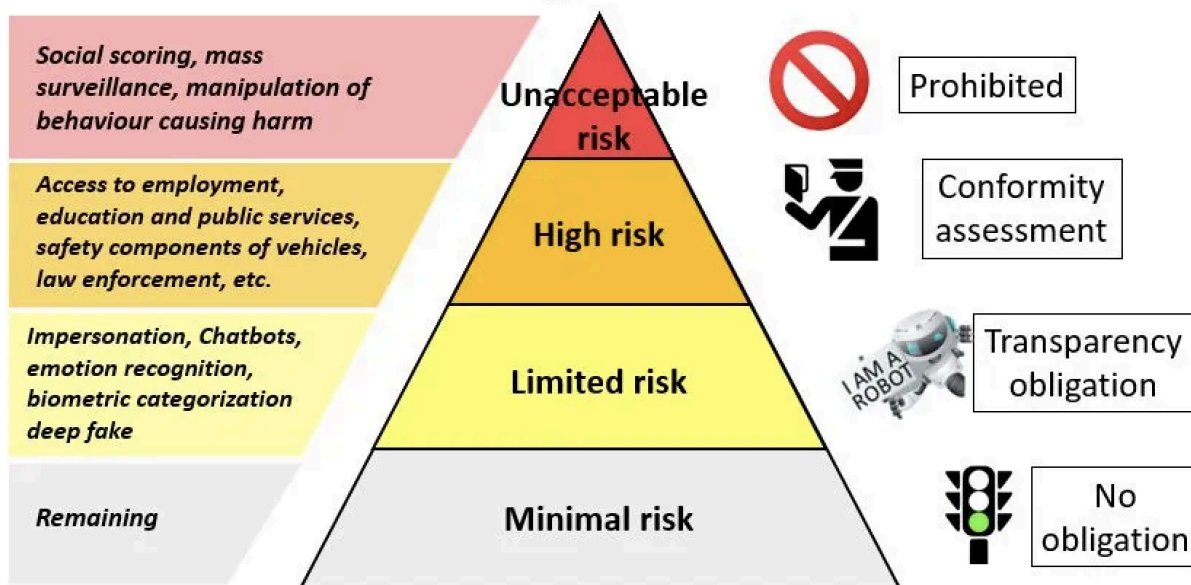 Social scoring, mass
surveillance, manipulation of
behaviour causing harm
Unacceptable
risk
Prohibited
Access to employment,
education and public services,
safety components of vehicles,
law enforcement, etc.
High risk
Conformity
assessment
Impersonation, Chatbots,
emotion recognition,
biometric categorization
deep fake
Limited risk
I AM A
ROBOT
Transparency
obligation
Remaining
Minimal risk
No
obligation